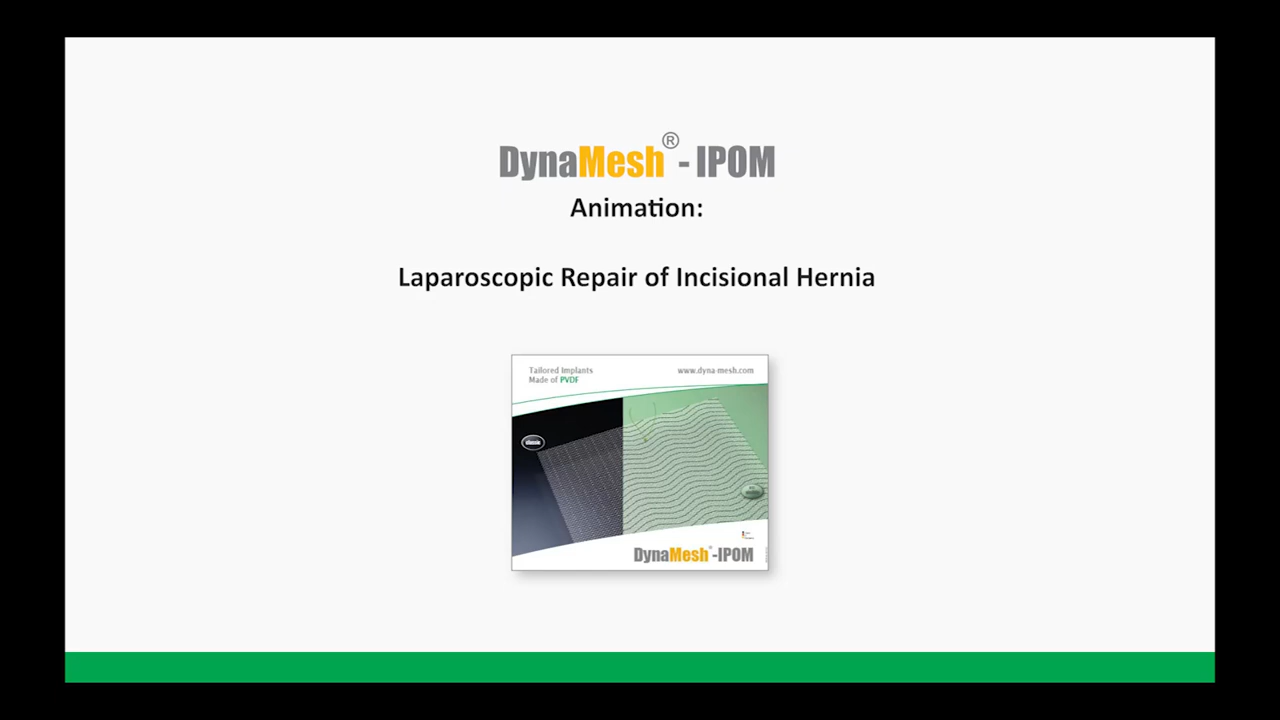 DynaMesh®- IPOM
Animation:
Laparoscopic Repair of Incisional Hernia
Tailored Implants
Made of PVDF
www.dyna-mesh.com
DynaMesh®-IPOM